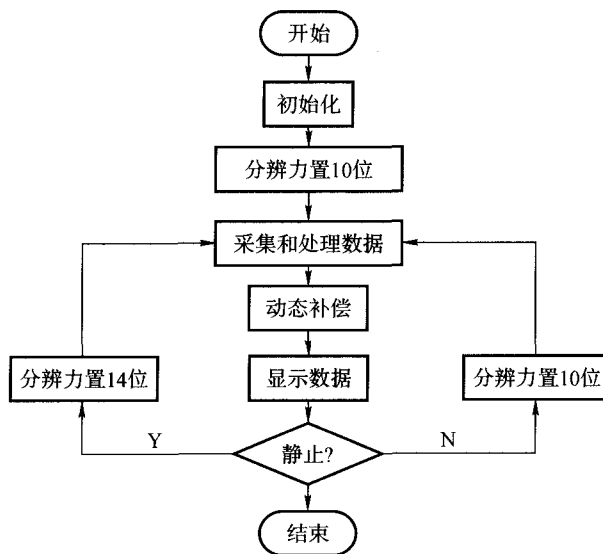 开始
初始化
分辨力置10位
采集和处理数据
动态补偿
分辨力置14位
显示数据
分辨力置10位
Y
静止?
N
结束